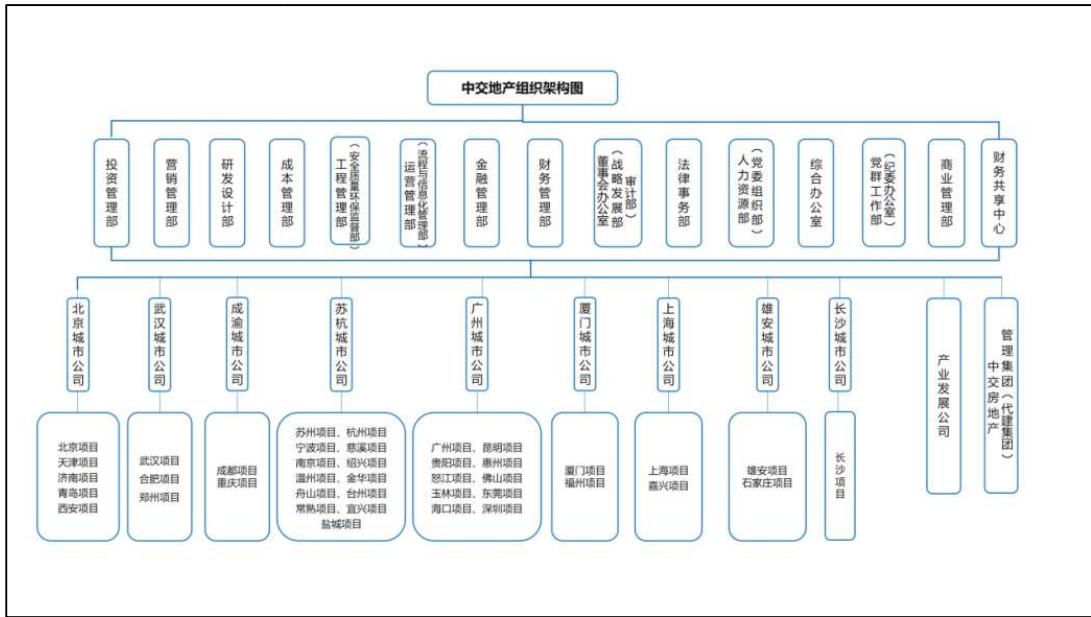 中交地产组织架构图
投资管理部
营销管理部
研发设计部
成本管理部
工程管理部
（安全质量环保监督部）
运营管理部
（流程与信息化管理部）
金融管理部
财务管理部
董事会办公室
（战略发展部
审计部）
法律事务部
人力资源部
（党委组织部）
综合办公室
党群工作部
（纪委办公室）
商业管理部
财务共享中心
北京城市公司
武汉城市公司
成渝城市公司
苏杭城市公司
广州城市公司
厦门城市公司
上海城市公司
雄安城市公司
长沙城市公司
产业发展公司
中交房地产
管理集团（代建集团）
北京项目
天津项目
济南项目
青岛项目
西安项目
武汉项目
合肥项目
郑州项目
成都项目
重庆项目
苏州项目、杭州项目
宁波项目、慈溪项目
南京项目、绍兴项目
温州项目、金华项目
舟山项目、台州项目
常熟项目、宜兴项目
盐城项目
广州项目、昆明项目
贵阳项目、惠州项目
怒江项目、佛山项目
玉林项目、东莞项目
海口项目、深圳项目
厦门项目
福州项目
上海项目
嘉兴项目
雄安项目
石家庄项目
长沙项目